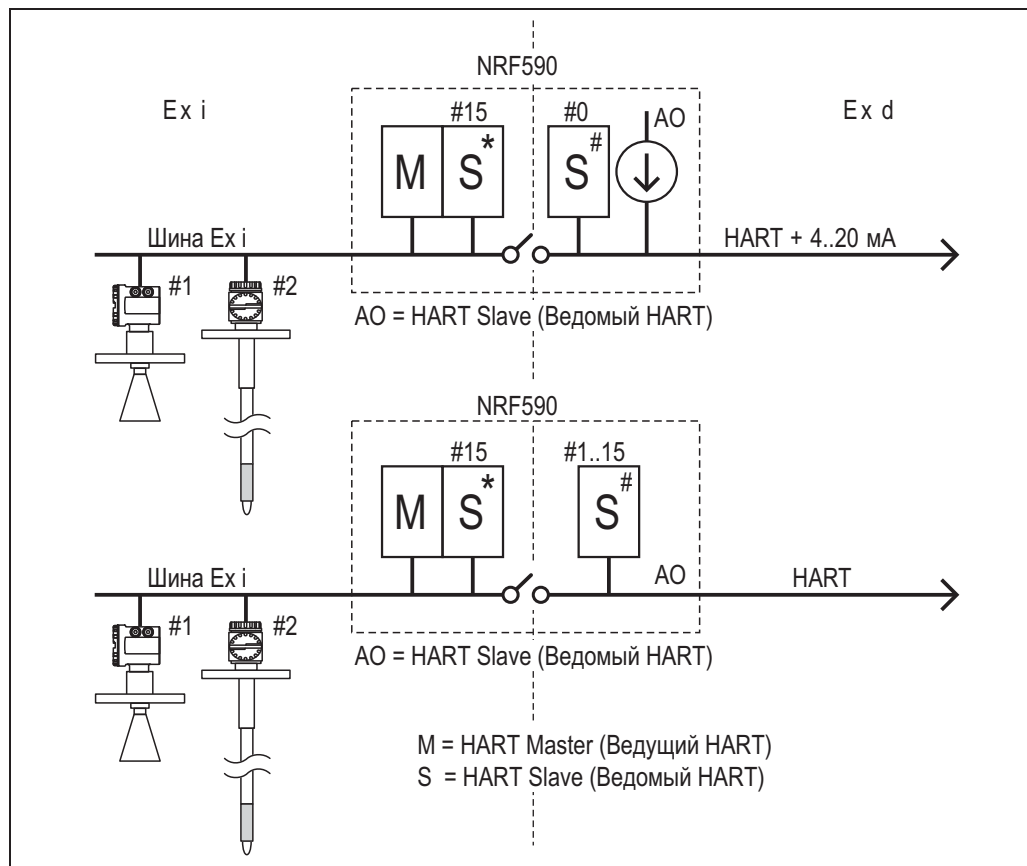 NRF590
Ex i
Ex d
#15
#0
AO
M
S*
S#
Шина Ex i
HART + 4..20 мА
#1
#2
AO = HART Slave (Ведомый HART)
NRF590
#15
#1..15
M
S*
S#
Шина Ex i
AO
HART
#1
#2
AO = HART Slave (Ведомый HART)
M = HART Master (Ведущий HART)
S = HART Slave (Ведомый HART)